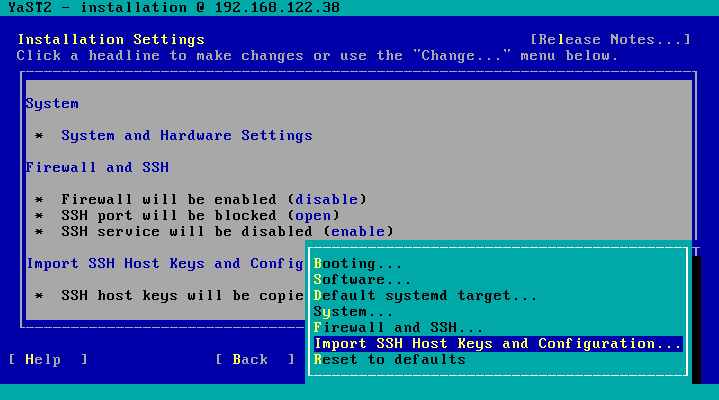 YaST2 - installation @ 192.168.122.38
Installation Settings [Release Notes...]
Click a headline to make changes or use the "Change..." menu below.
System
* System and Hardware Settings
Firewall and SSH
* Firewall will be enabled (disable)
* SSH port will be blocked (open)
* SSH service will be disabled (enable)
Import SSH Host Keys and Config
* SSH host keys will be copie
Booting...
Software...
Default systemd target...
System...
Firewall and SSH...
Import SSH Host Keys and Configuration...
Reset to defaults
[ Help ] [ Back ]